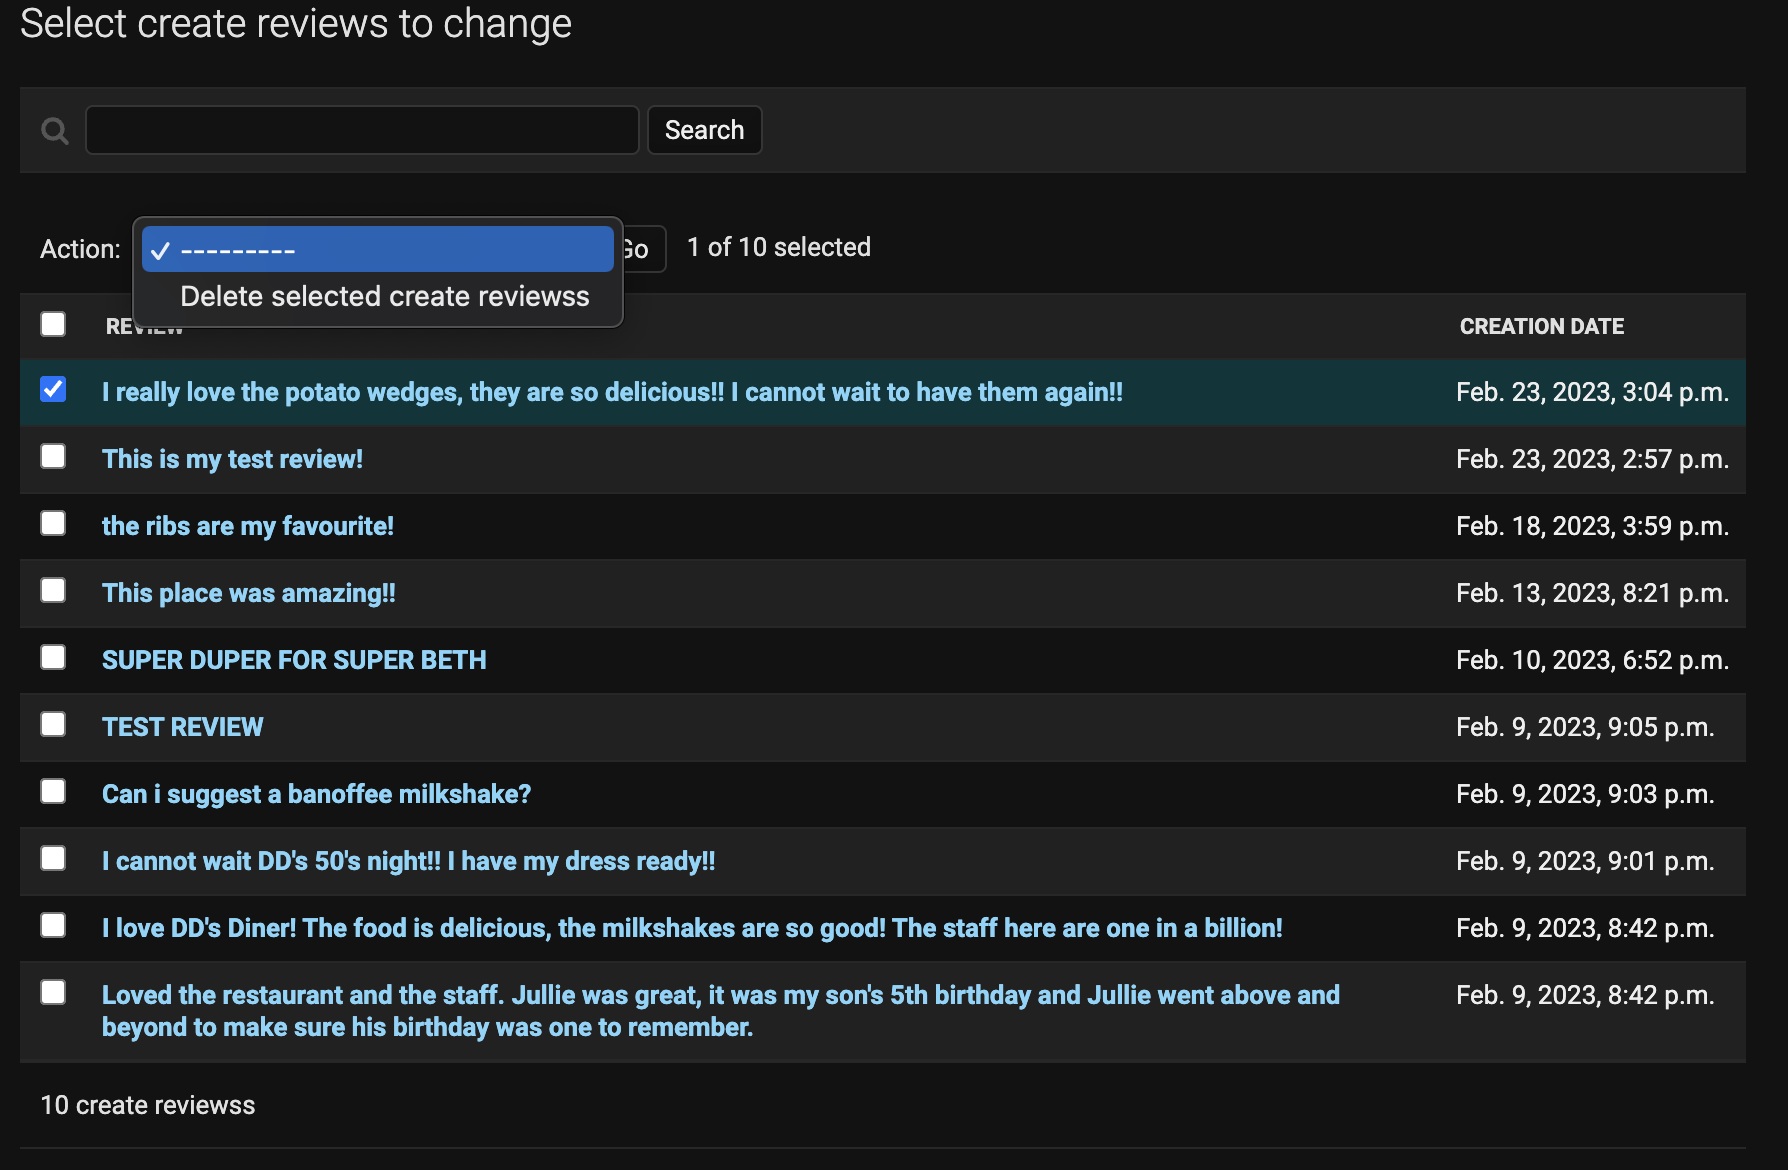 Select create reviews to change
Search
Action:
---------
Go
1 of 10 selected
Delete selected create reviewss
REVIEW
CREATION DATE
I really love the potato wedges, they are so delicious!! I cannot wait to have them again!!
Feb. 23, 2023, 3:04 p.m.
This is my test review!
Feb. 23, 2023, 2:57 p.m.
the ribs are my favourite!
Feb. 18, 2023, 3:59 p.m.
This place was amazing!!
Feb. 13, 2023, 8:21 p.m.
SUPER DUPER FOR SUPER BETH
Feb. 10, 2023, 6:52 p.m.
TEST REVIEW
Feb. 9, 2023, 9:05 p.m.
Can i suggest a banoffee milkshake?
Feb. 9, 2023, 9:03 p.m.
I cannot wait DD's 50's night!! I have my dress ready!!
Feb. 9, 2023, 9:01 p.m.
I love DD's Diner! The food is delicious, the milkshakes are so good! The staff here are one in a billion!
Feb. 9, 2023, 8:42 p.m.
Loved the restaurant and the staff. Jullie was great, it was my son's 5th birthday and Jullie went above and
beyond to make sure his birthday was one to remember.
Feb. 9, 2023, 8:42 p.m.
10 create reviewss